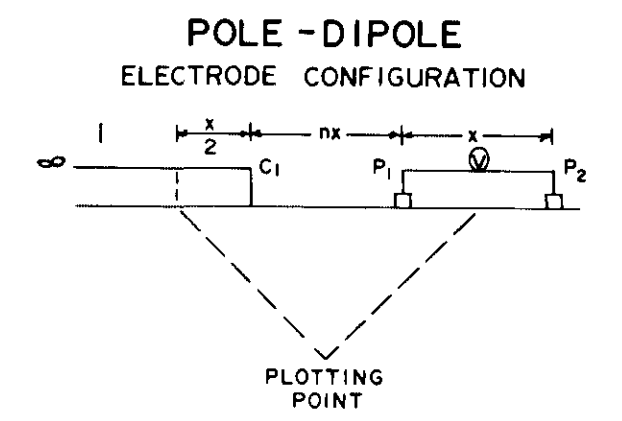 POLE - DIPOLE
ELECTRODE CONFIGURATION
I x/2 nx x
∞ C1 P1 V P2
PLOTTING
POINT